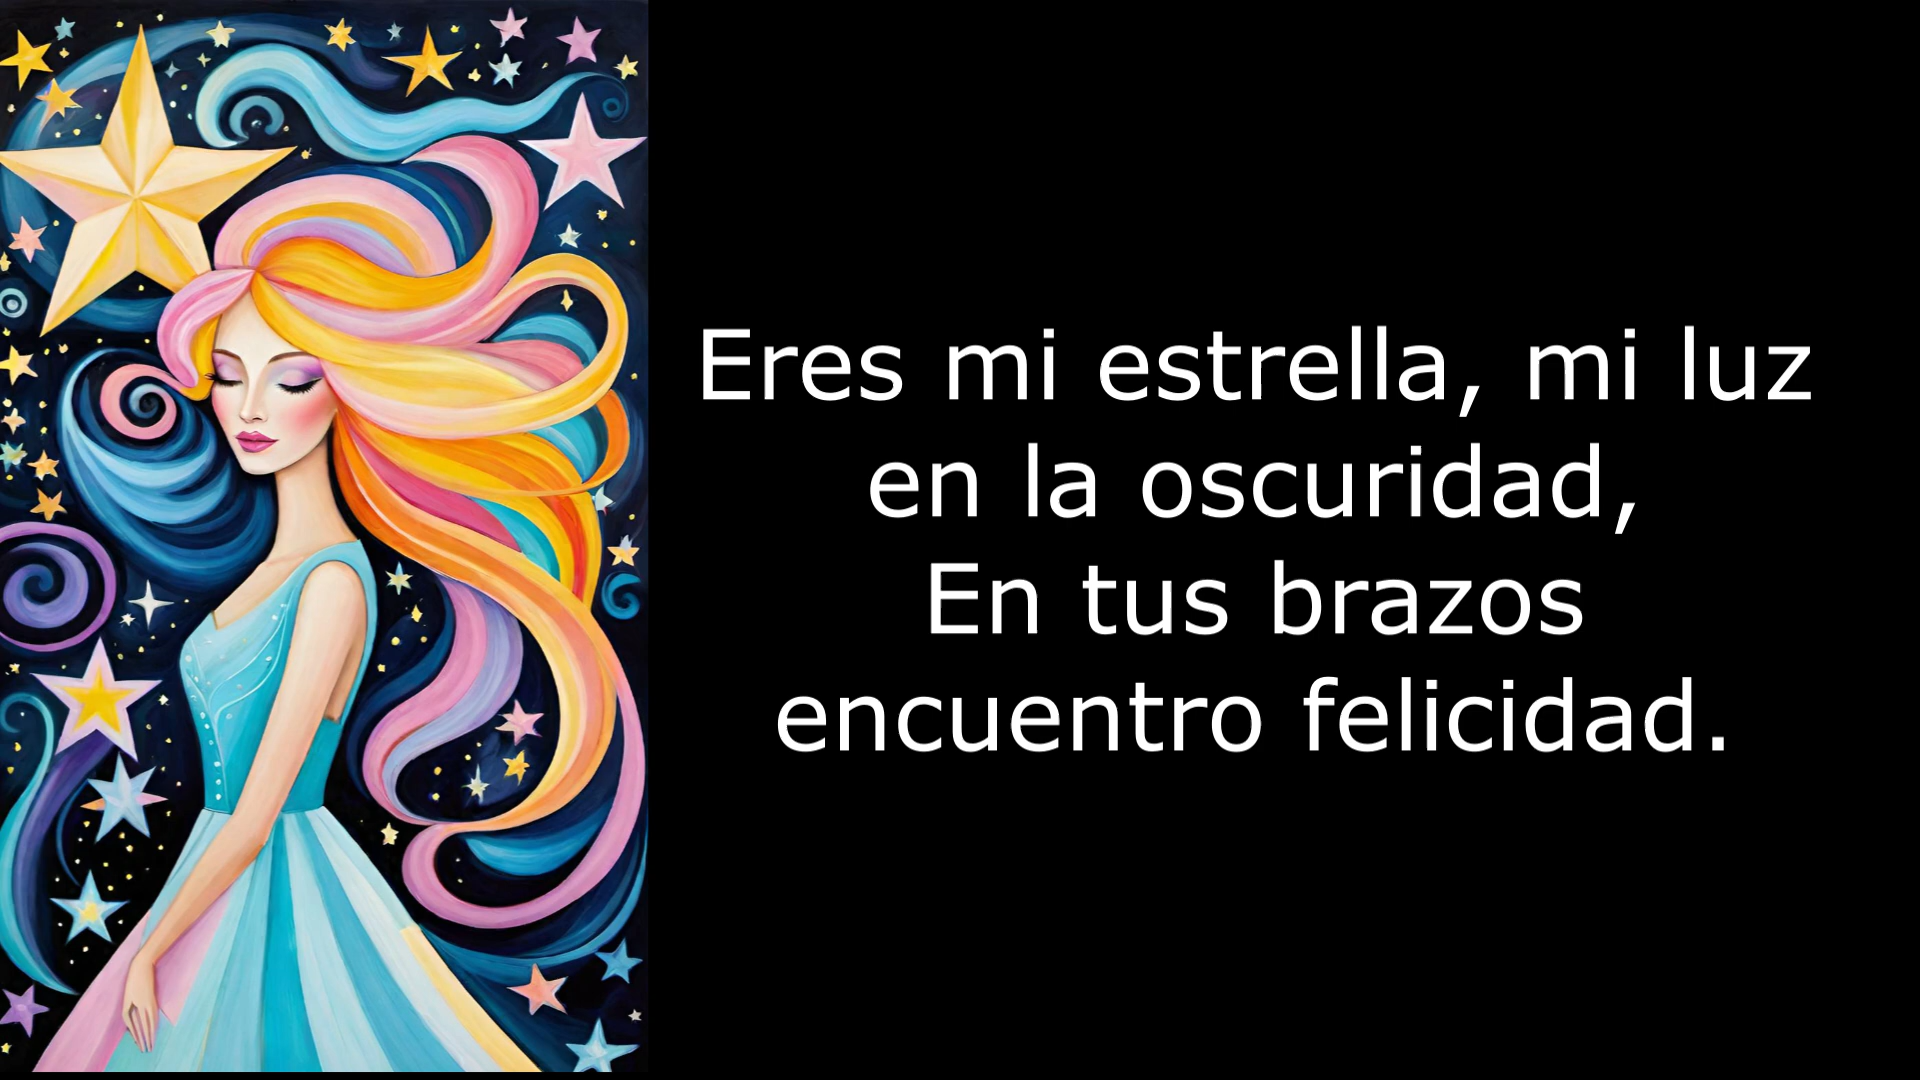 Eres mi estrella, mi luz
en la oscuridad,
En tus brazos
encuentro felicidad.